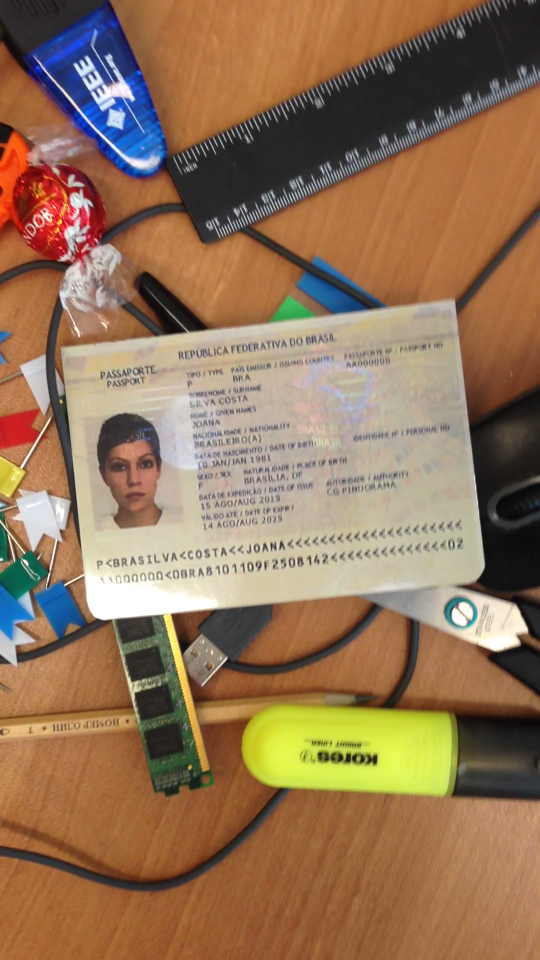 IEEE
INDOR
REPÚBLICA FEDERATIVA DO BRASIL
PASSAPORTE
PASSPORT
TIPO / TYPE PAÍS EMISSOR / ISSUING COUNTRY PASSAPORTE Nº / PASSPORT NO
P BRA AA000000
SOBRENOME / SURNAME
SILVA COSTA
NOME / GIVEN NAMES
JOANA
NACIONALIDADE / NATIONALITY
BRASILEIRO(A)
DATA DE NASCIMENTO / DATE OF BIRTH IDENTIDADE Nº / PERSONAL NO
10 JAN/JAN 1981
SEXO / SEX NATURALIDADE / PLACE OF BIRTH
F BRASÍLIA, DF
DATA DE EXPEDIÇÃO / DATE OF ISSUE AUTORIDADE / AUTHORITY
15 AGO/AUG 2015 CG PINDORAMA
VÁLIDO ATÉ / DATE OF EXPIRY
14 AGO/AUG 2025
P<BRASILVA<COSTA<<JOANA<<<<<<<<<<<<<<<<<<<<<
AA000000<0BRA8101109F2508142<<<<<<<<<<<<<<02
Kores
BRIGHT LINER